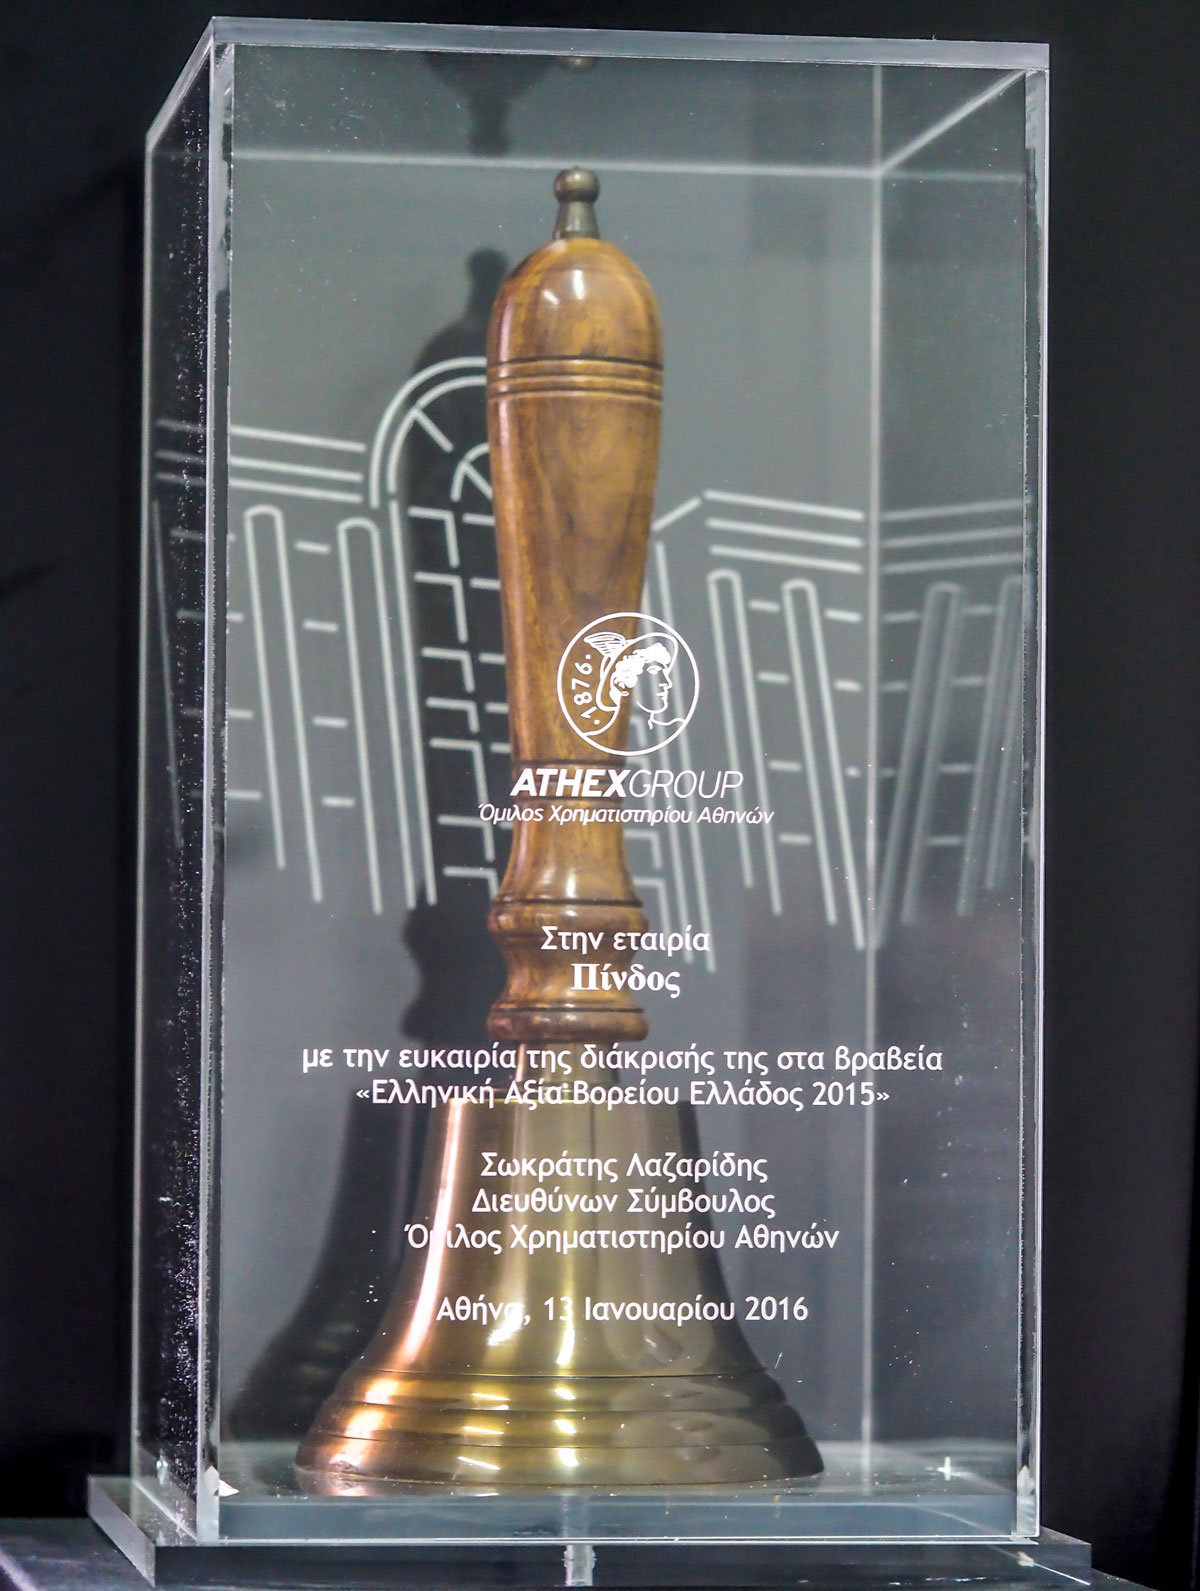 ·1876·
ATHEXGROUP
Όμιλος Χρηματιστηρίου Αθηνών
Στην εταιρία
Πίνδος
με την ευκαιρία της διάκρισής της στα βραβεία
«Ελληνική Αξία Βορείου Ελλάδος 2015»
Σωκράτης Λαζαρίδης
Διευθύνων Σύμβουλος
Όμιλος Χρηματιστηρίου Αθηνών
Αθήνα, 13 Ιανουαρίου 2016